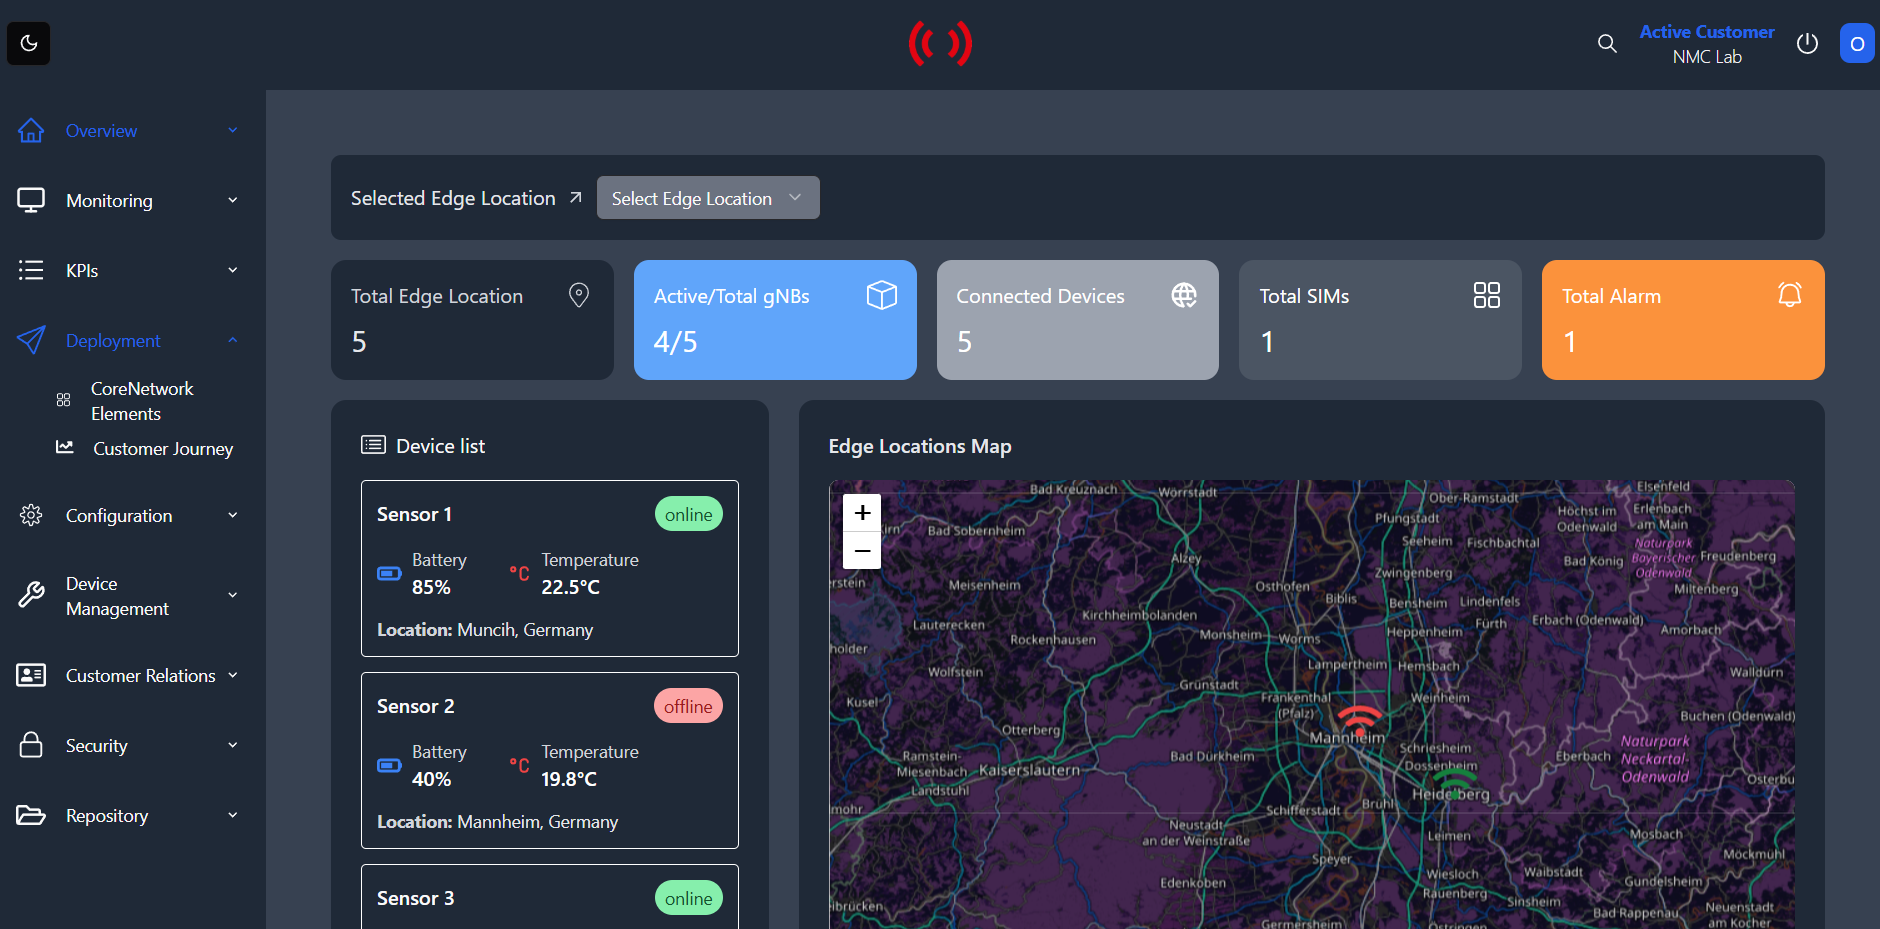 Active Customer
NMC Lab
O
Overview
Monitoring
KPIs
Deployment
CoreNetwork
Elements
Customer Journey
Configuration
Device
Management
Customer Relations
Security
Repository
Selected Edge Location
Select Edge Location
Total Edge Location
5
Active/Total gNBs
4/5
Connected Devices
5
Total SIMs
1
Total Alarm
1
Device list
Sensor 1
online
Battery
85%
°C
Temperature
22.5°C
Location: Muncih, Germany
Sensor 2
offline
Battery
40%
°C
Temperature
19.8°C
Location: Mannheim, Germany
Sensor 3
online
Edge Locations Map
+
−
Bad Kreuznach
Wörrstadt
Ober-Ramstadt
Elsenfeld
Höchst im
Odenwald
Erlenbach
am Main
Pfungstadt
Bad Sobernheim
Seeheim
Fischbachtal
Naturpark
Bayerischer
Odenwald
Freudenberg
Alzey
Bad König
Meisenheim
Osthofen
Zwingenberg
Miltenberg
Biblis
Bensheim
Lindenfels
Kirchheimbolanden
Lauterecken
Fürth
Erbach (Odenwald)
Amorbach
Rockenhausen
Monsheim
Worms
Heppenheim
Wolfstein
Lampertheim
Hemsbach
Walldürn
Grünstadt
Kusel
Frankenthal
(Pfalz)
Weinheim
Buchen (Odenwald)
Otterberg
Mannheim
Ramstein-
Miesenbach
Kaiserslautern
Bad Dürkheim
Schriesheim
Dossenheim
Eberbach
Naturpark
Neckartal-
Odenwald
Osterbu
Landstuhl
Heidelberg
Schifferstadt
Brühl
Neustadt
an der Weinstraße
Leimen
Mosbach
Speyer
Möckmühl
Wiesloch
Rauenberg
Waibstadt
Gundelsheim
Edenkoben
Sinsheim
Bad Rappenau
Neuenstadt
am Kocher
Germersheim
Östringen